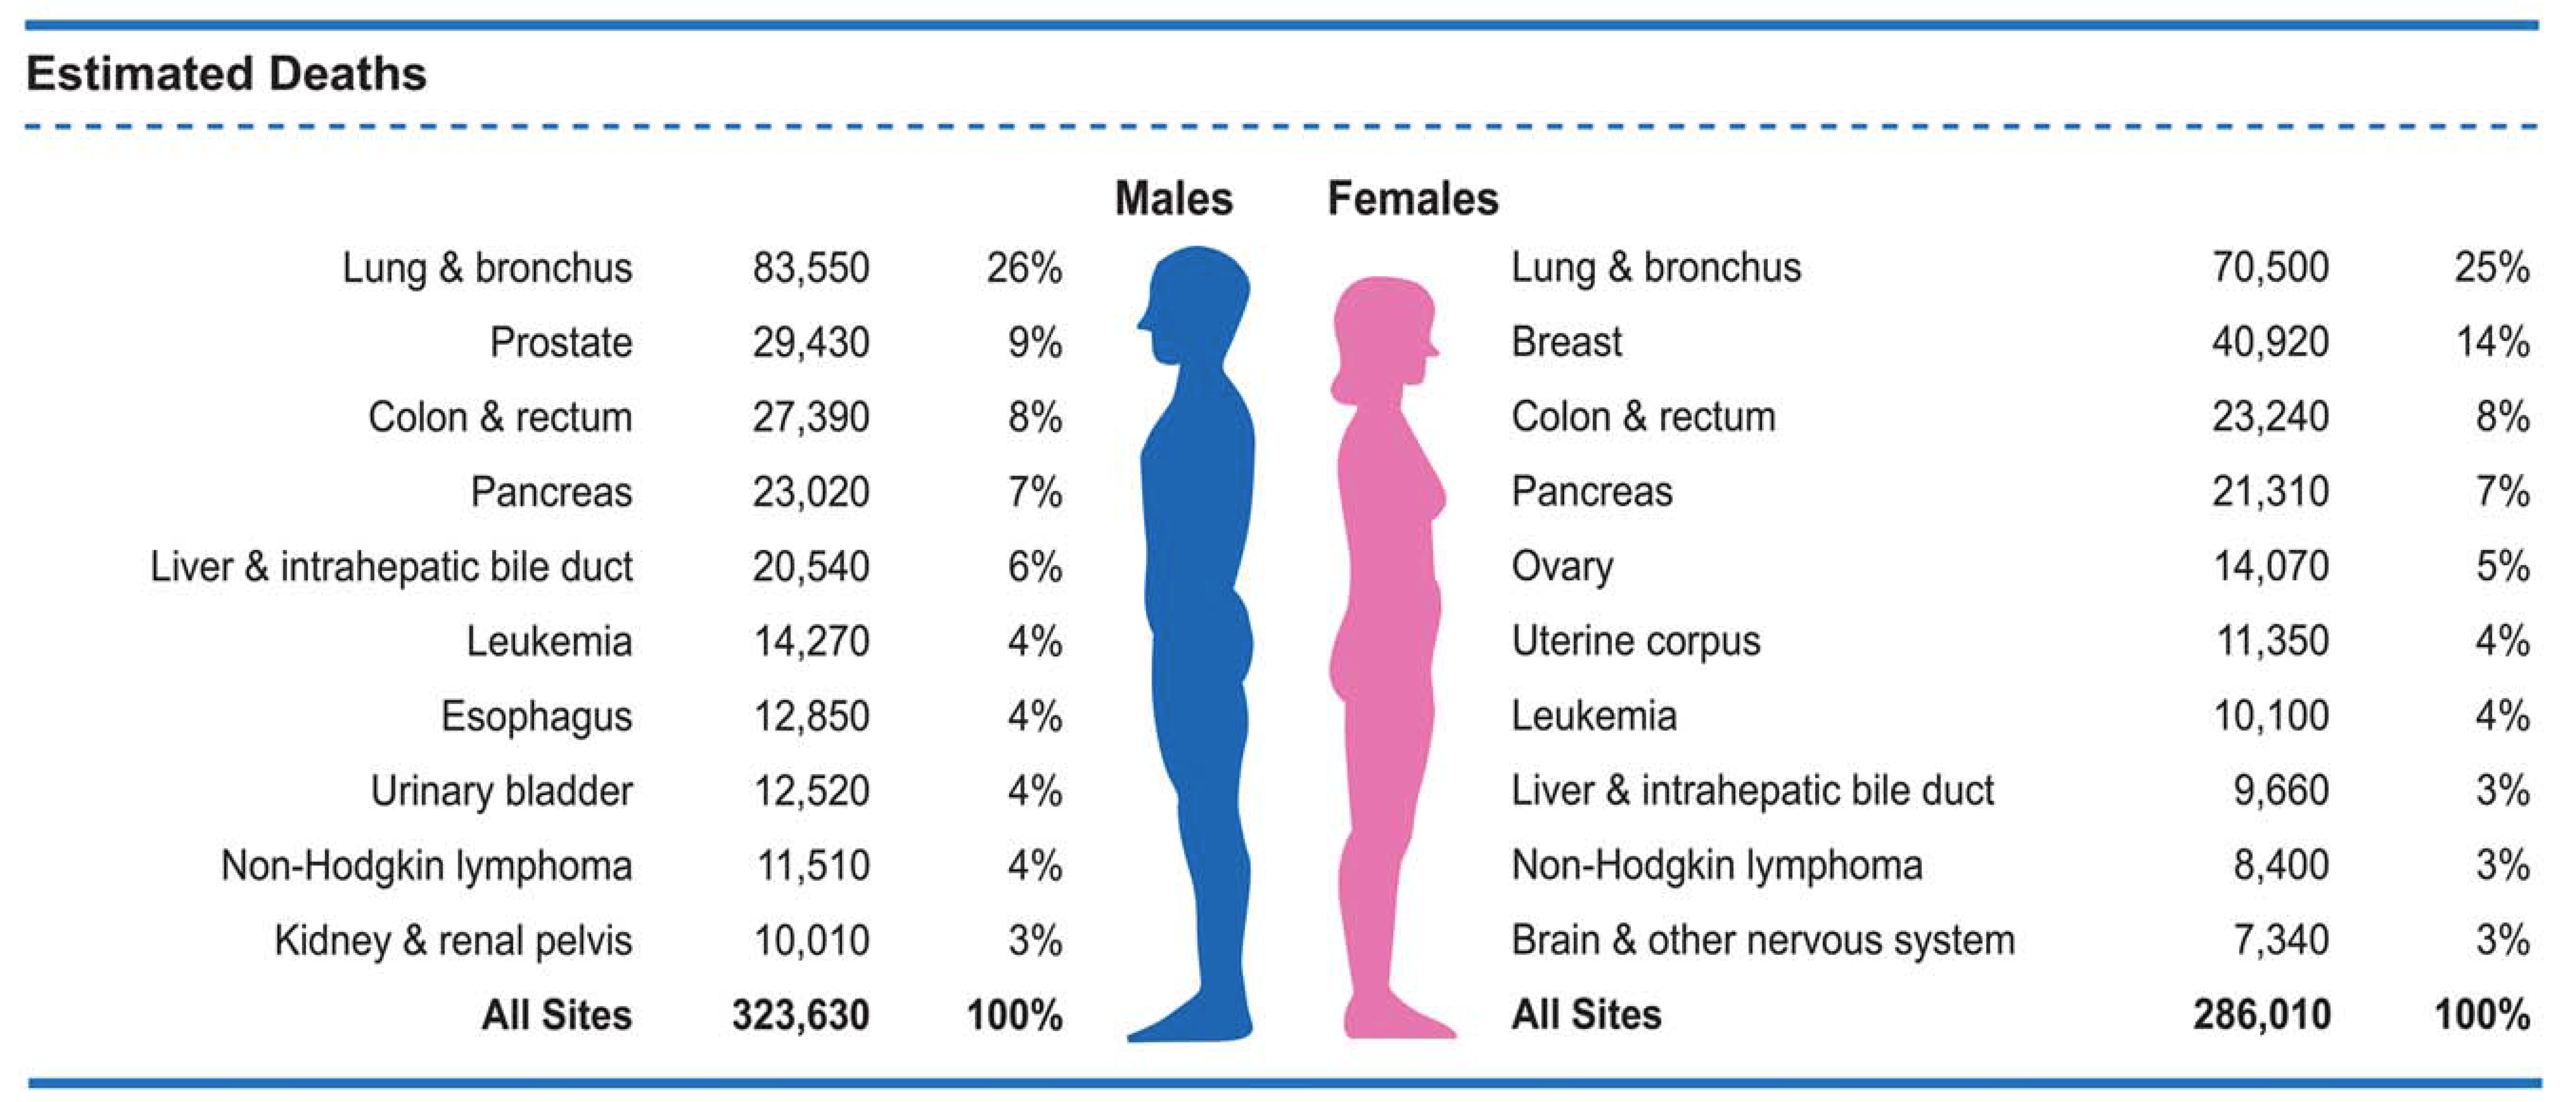 Estimated Deaths
Males Females
Lung & bronchus 83,550 26% Lung & bronchus 70,500 25%
Prostate 29,430 9% Breast 40,920 14%
Colon & rectum 27,390 8% Colon & rectum 23,240 8%
Pancreas 23,020 7% Pancreas 21,310 7%
Liver & intrahepatic bile duct 20,540 6% Ovary 14,070 5%
Leukemia 14,270 4% Uterine corpus 11,350 4%
Esophagus 12,850 4% Leukemia 10,100 4%
Urinary bladder 12,520 4% Liver & intrahepatic bile duct 9,660 3%
Non-Hodgkin lymphoma 11,510 4% Non-Hodgkin lymphoma 8,400 3%
Kidney & renal pelvis 10,010 3% Brain & other nervous system 7,340 3%
All Sites 323,630 100% All Sites 286,010 100%